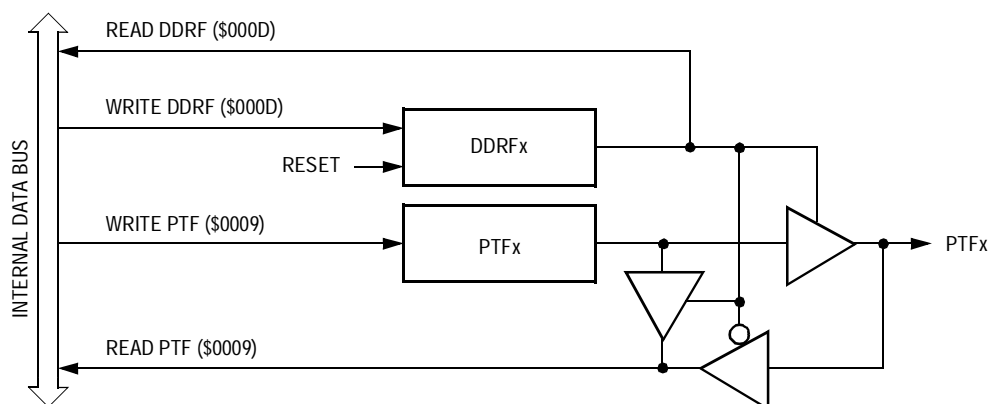 READ DDRF ($000D)
WRITE DDRF ($000D)
DDRFx
RESET
WRITE PTF ($0009)
PTFx
PTFx
READ PTF ($0009)
INTERNAL DATA BUS